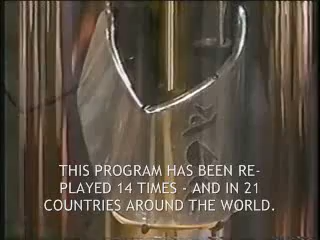 THIS PROGRAM HAS BEEN RE-
PLAYED 14 TIMES - AND IN 21
COUNTRIES AROUND THE WORLD.